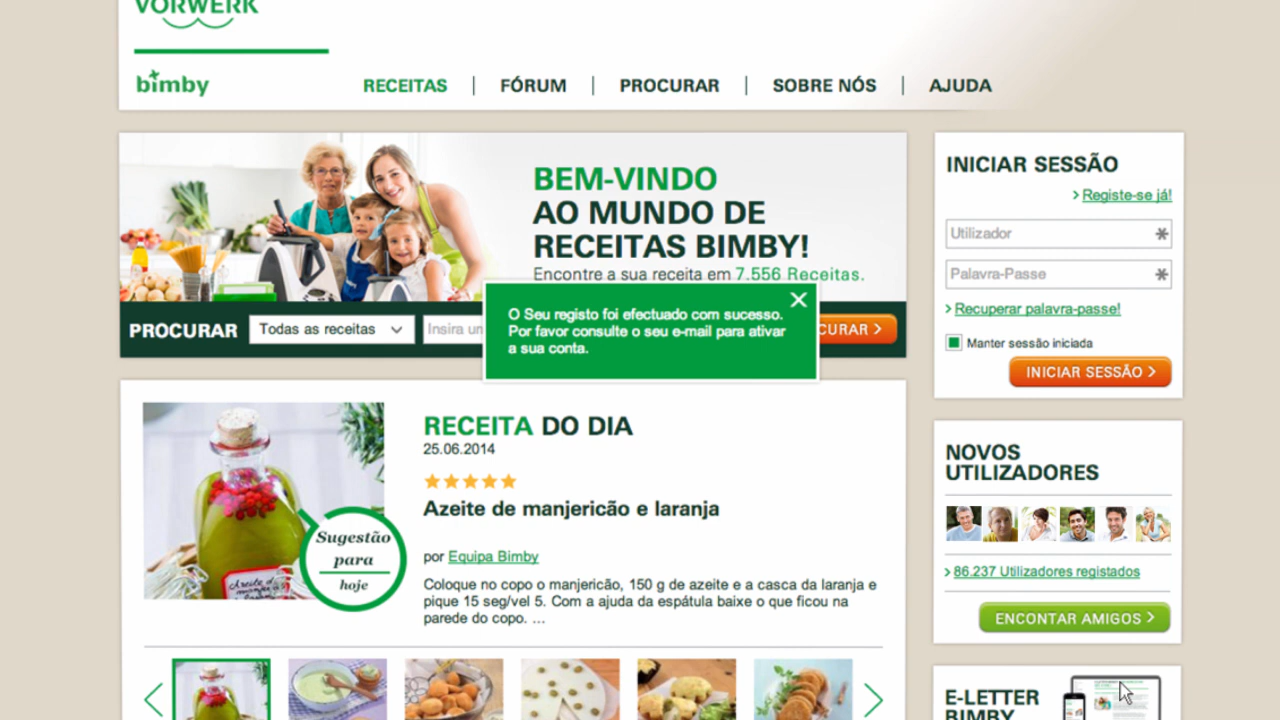 VORWERK
bimby
RECEITAS
FÓRUM
PROCURAR
SOBRE NÓS
AJUDA
BEM-VINDO
AO MUNDO DE
RECEITAS BIMBY!
Encontre a sua receita em 7.556 Receitas.
PROCURAR
Todas as receitas
Insira
CURAR >
O Seu registo foi efectuado com sucesso.
Por favor consulte o seu e-mail para ativar
a sua conta.
RECEITA DO DIA
25.06.2014
Azeite de manjericão e laranja
por Equipa Bimby
Coloque no copo o manjericão, 150 g de azeite e a casca da laranja e
pique 15 seg/vel 5. Com a ajuda da espátula baixe o que ficou na
parede do copo. ...
Sugestão
para
hoje
INICIAR SESSÃO
> Registe-se já!
Utilizador *
Palavra-Passe *
> Recuperar palavra-passe!
Manter sessão iniciada
INICIAR SESSÃO >
NOVOS
UTILIZADORES
> 86.237 Utilizadores registados
ENCONTAR AMIGOS >
E-LETTER
BIMBY